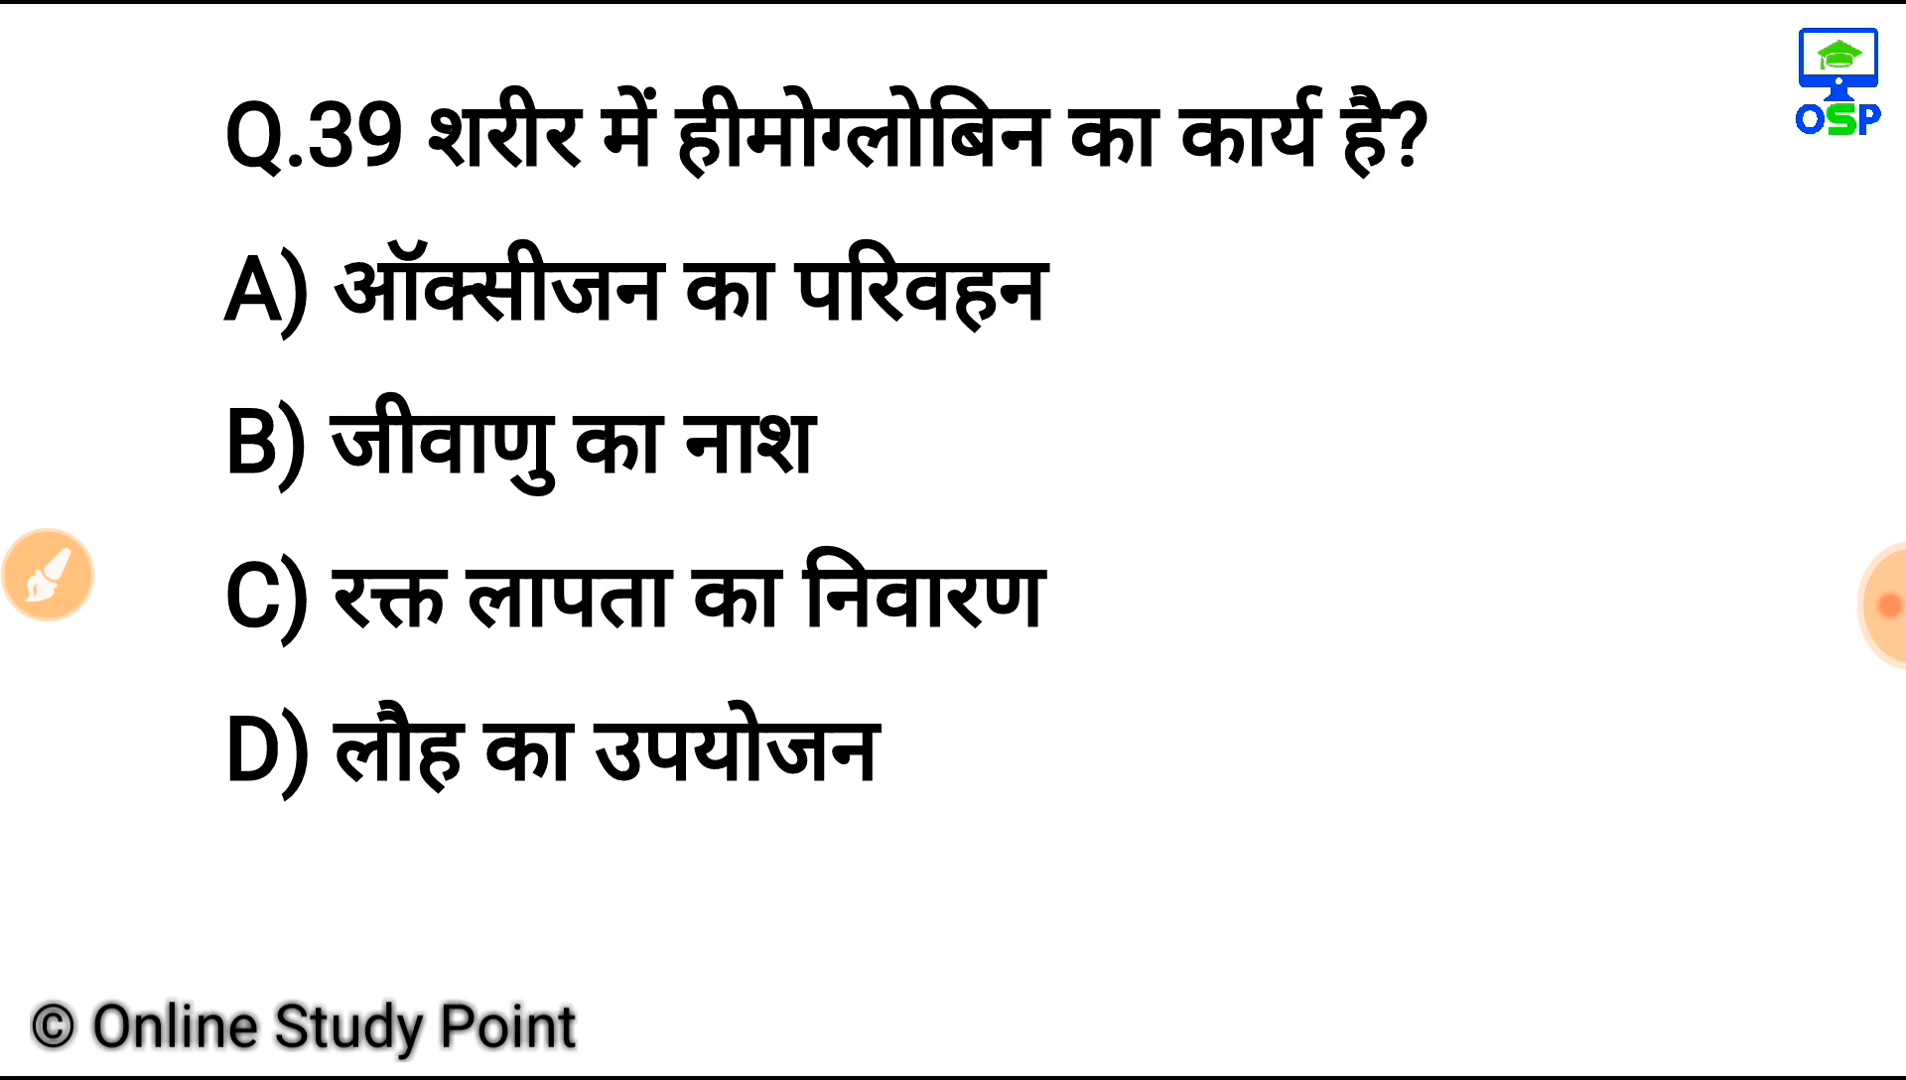 OSP
Q.39 शरीर में हीमोग्लोबिन का कार्य है?
A) ऑक्सीजन का परिवहन
B) जीवाणु का नाश
C) रक्त लापता का निवारण
D) लौह का उपयोजन
© Online Study Point